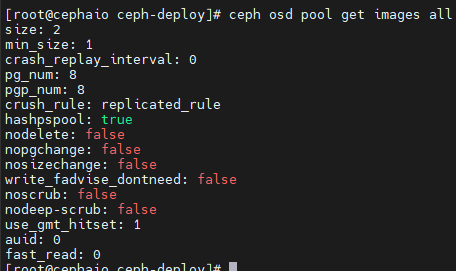 [root@cephaio ceph-deploy]# ceph osd pool get images all
size: 2
min_size: 1
crash_replay_interval: 0
pg_num: 8
pgp_num: 8
crush_rule: replicated_rule
hashpspool: true
nodelete: false
nopgchange: false
nosizechange: false
write_fadvise_dontneed: false
noscrub: false
nodeep-scrub: false
use_gmt_hitset: 1
auid: 0
fast_read: 0
[root@cephaio ceph-deploy]#